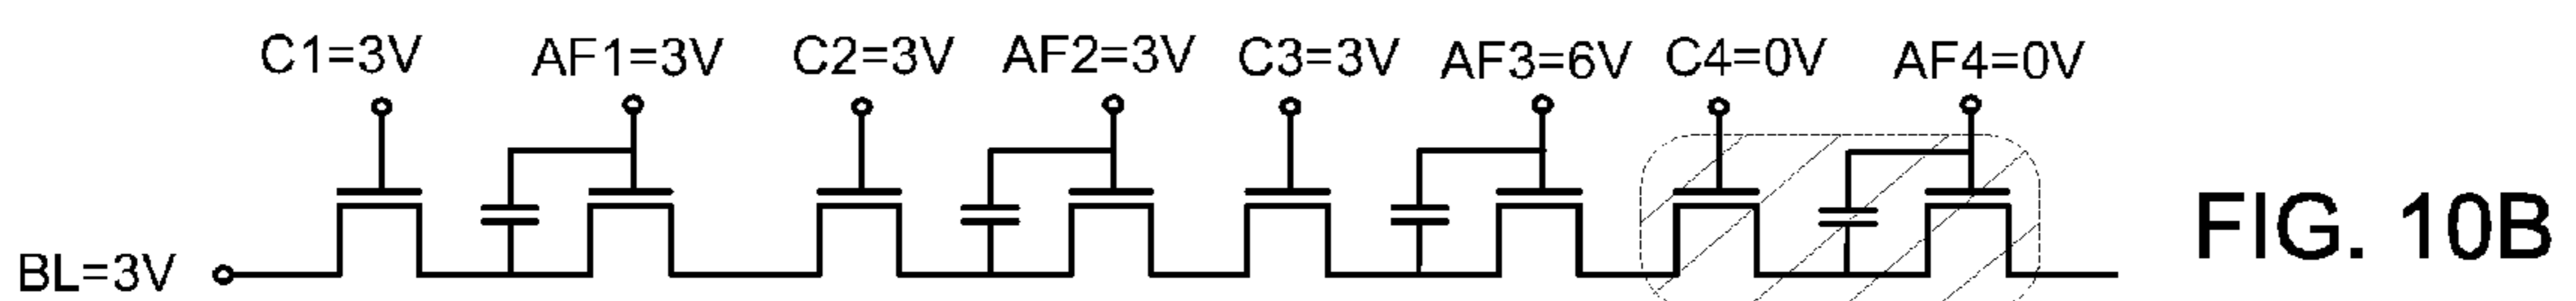 C1=3V AF1=3V C2=3V AF2=3V C3=3V AF3=6V C4=0V AF4=0V
BL=3V
FIG. 10B